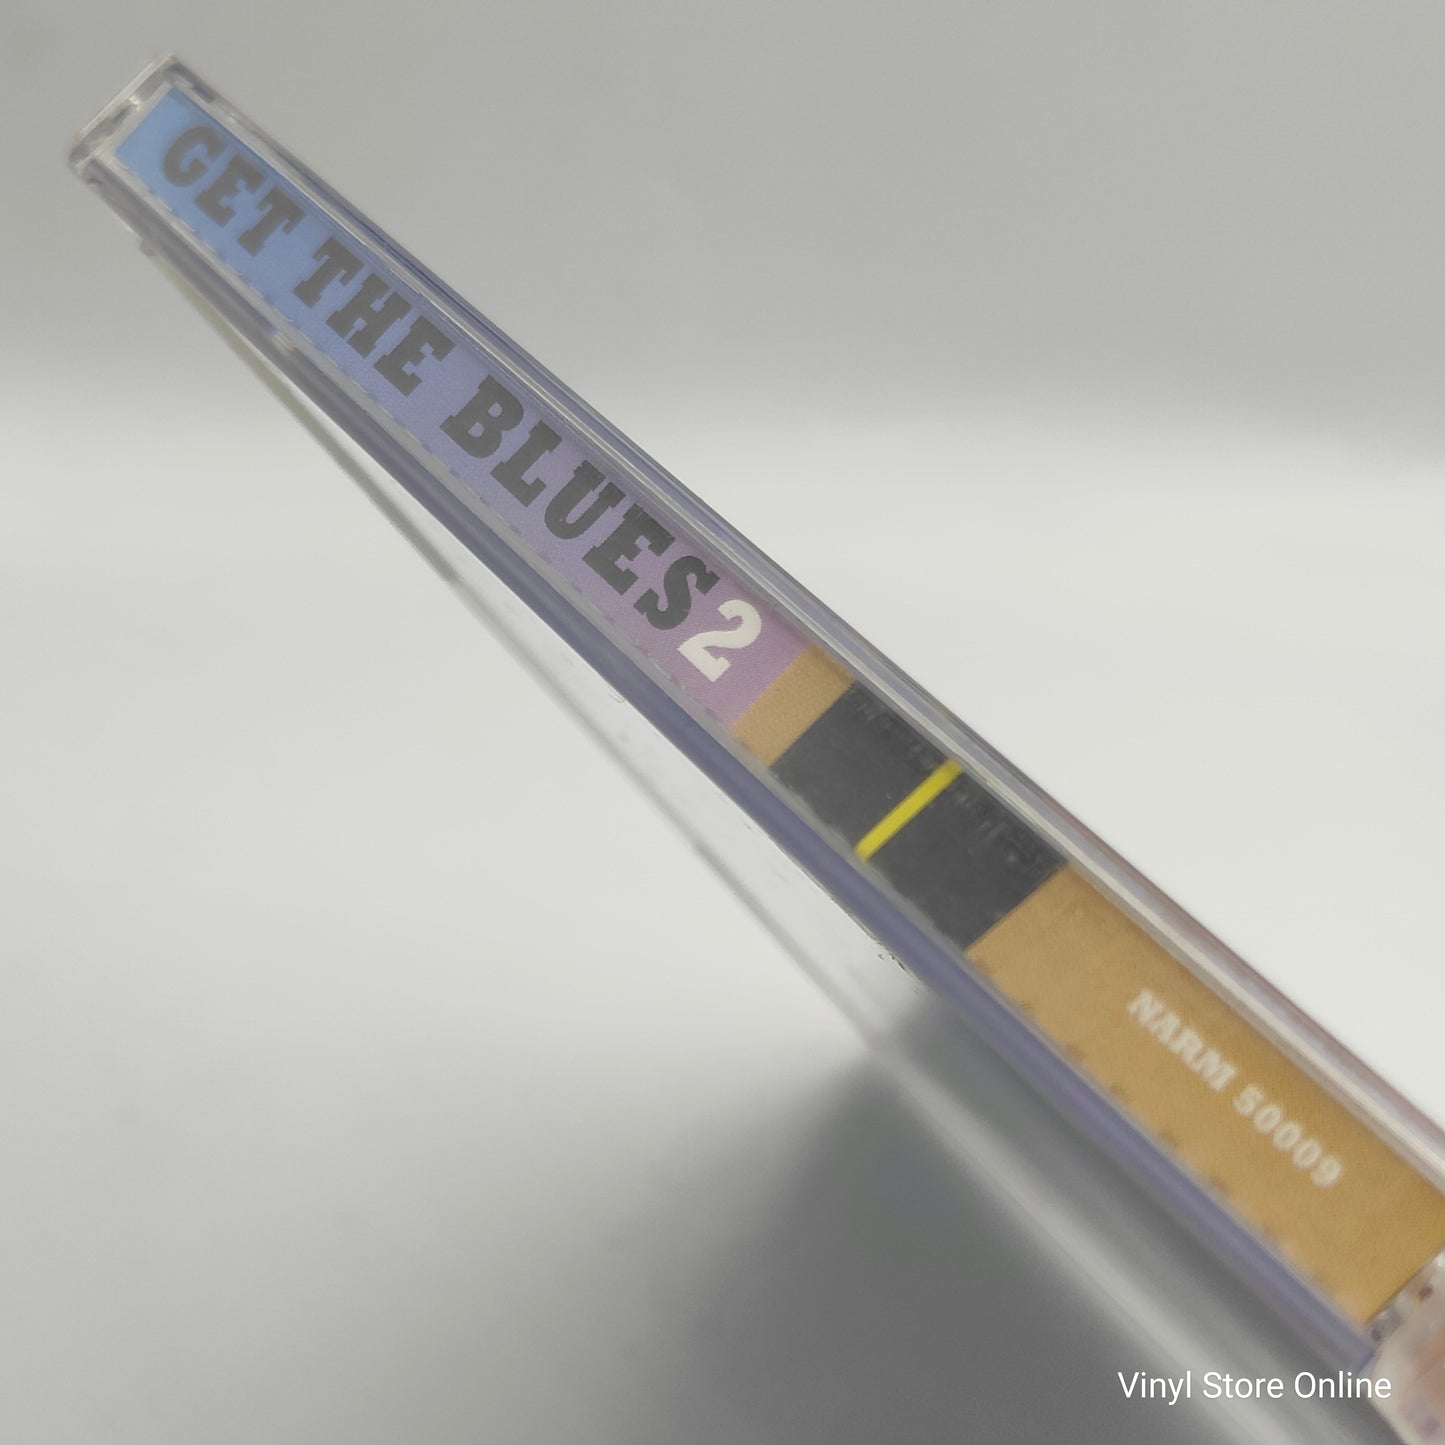 GET THE BLUES 2
NARM 50009
Vinyl Store Online